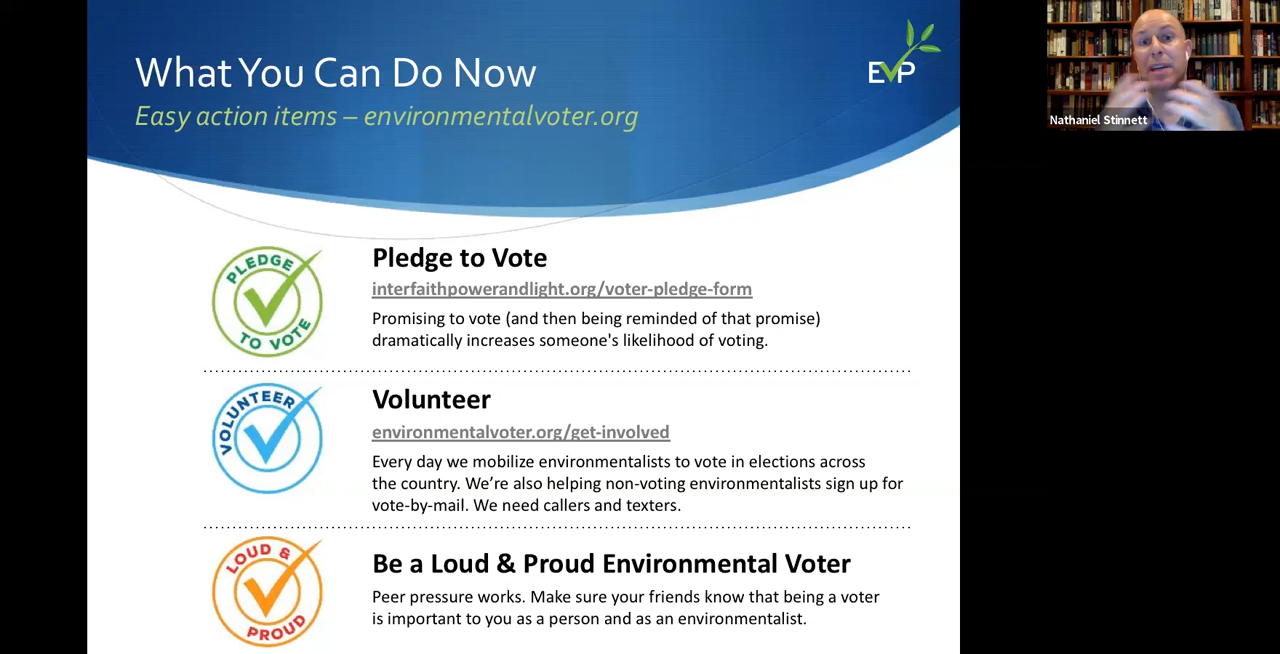 What You Can Do Now
Easy action items – environmentalvoter.org
EVP
Nathaniel Stinnett
PLEDGE
TO VOTE
Pledge to Vote
interfaithpowerandlight.org/voter-pledge-form
Promising to vote (and then being reminded of that promise)
dramatically increases someone's likelihood of voting.
VOLUNTEER
Volunteer
environmentalvoter.org/get-involved
Every day we mobilize environmentalists to vote in elections across
the country. We’re also helping non-voting environmentalists sign up for
vote-by-mail. We need callers and texters.
LOUD &
PROUD
Be a Loud & Proud Environmental Voter
Peer pressure works. Make sure your friends know that being a voter
is important to you as a person and as an environmentalist.